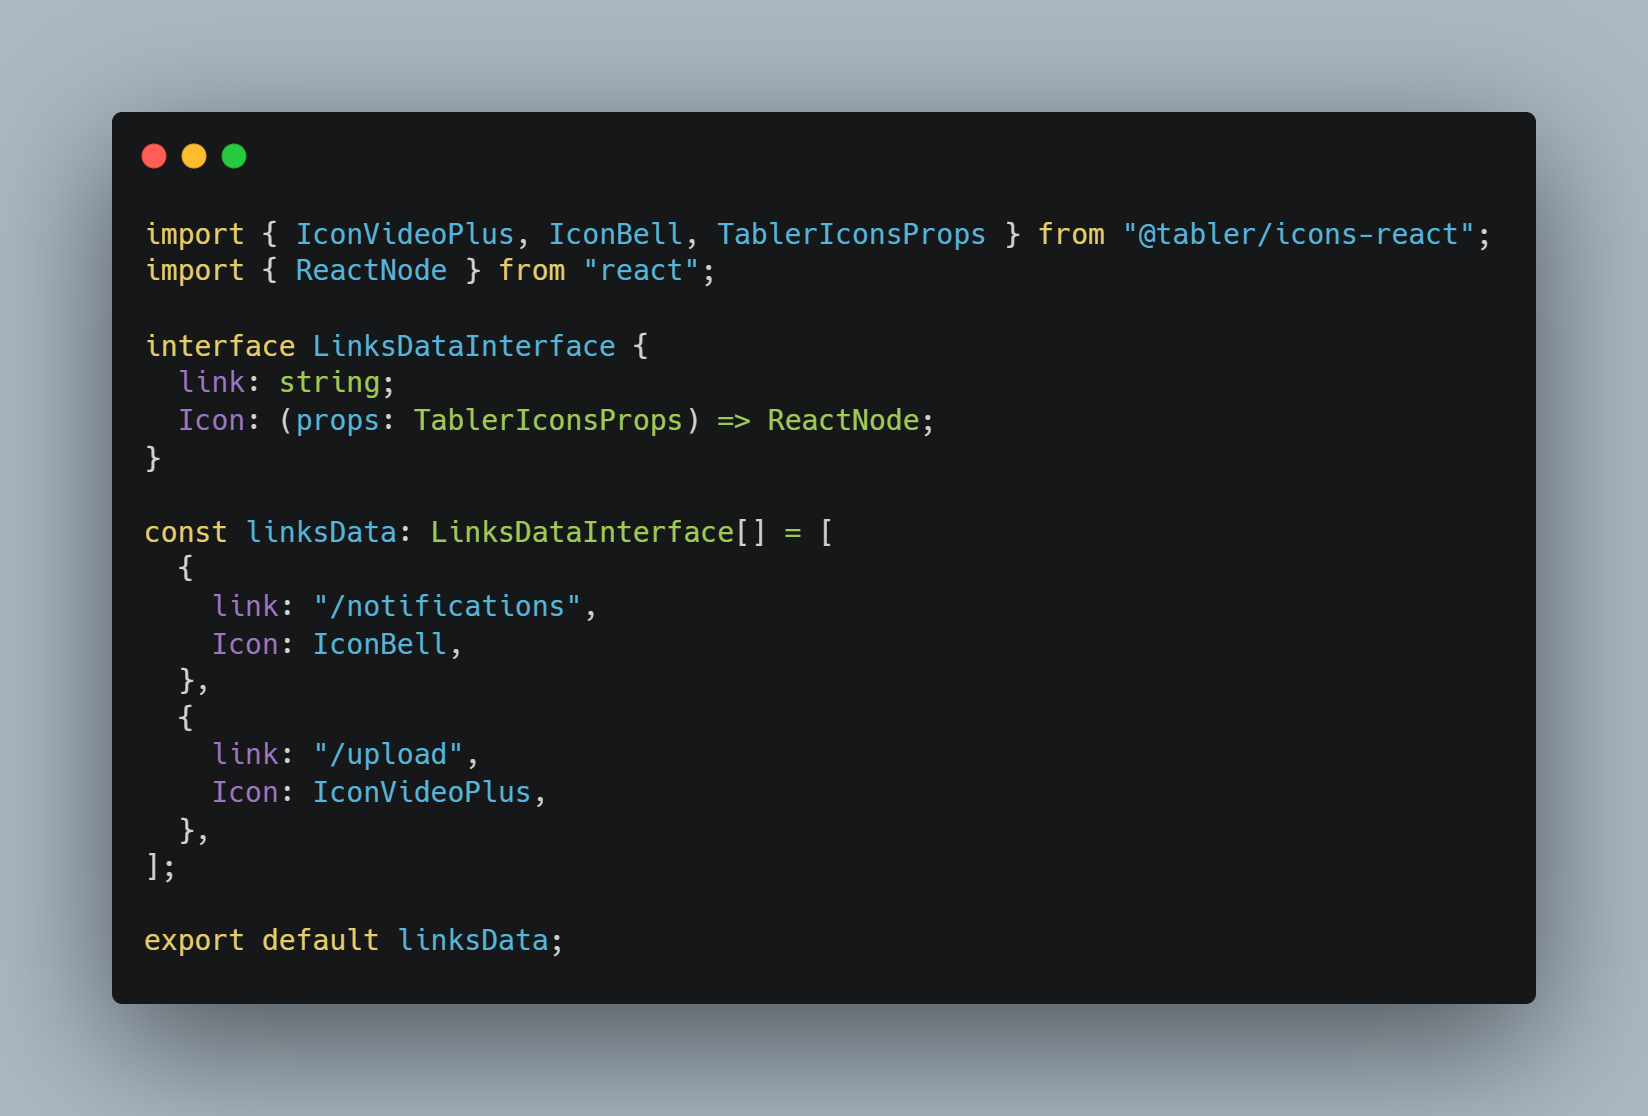 import { IconVideoPlus, IconBell, TablerIconsProps } from "@tabler/icons-react";
import { ReactNode } from "react";

interface LinksDataInterface {
  link: string;
  Icon: (props: TablerIconsProps) => ReactNode;
}

const linksData: LinksDataInterface[] = [
  {
    link: "/notifications",
    Icon: IconBell,
  },
  {
    link: "/upload",
    Icon: IconVideoPlus,
  },
];

export default linksData;